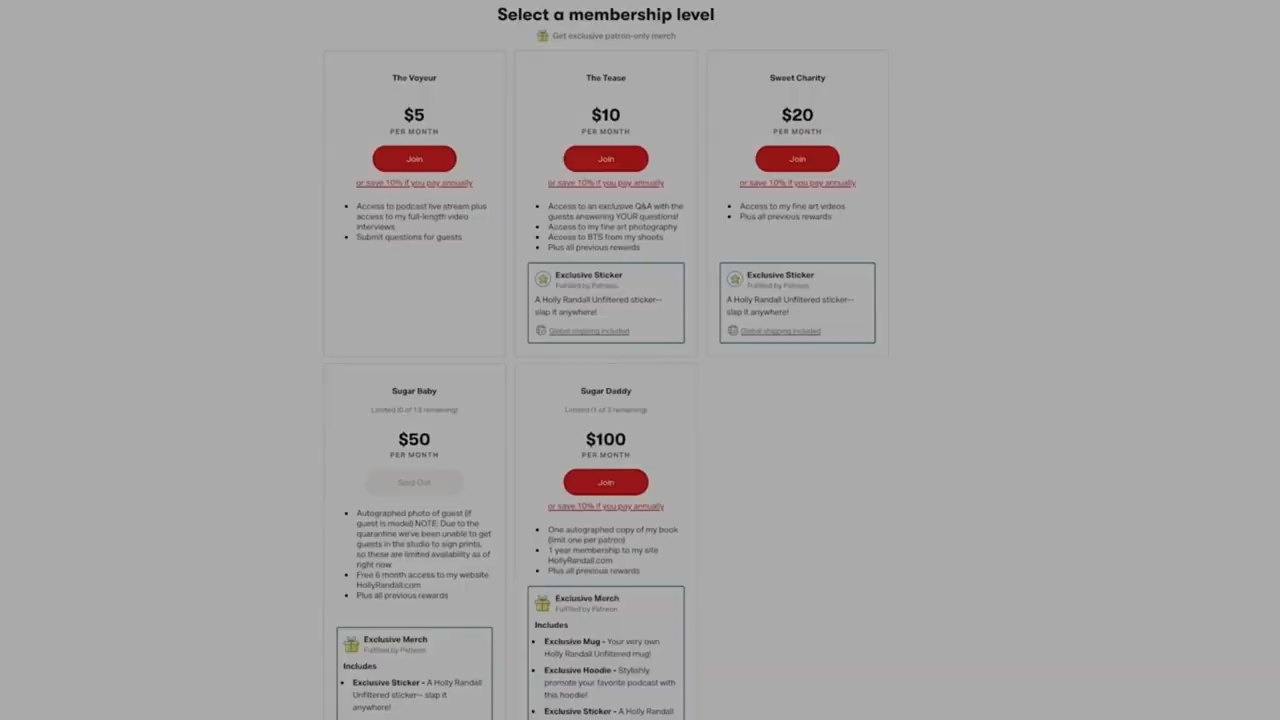 Select a membership level
Get exclusive patron-only merch
The Voyeur
$5
PER MONTH
Join
or save 10% if you pay annually
Access to podcast live stream plus
access to my full-length video
interviews
Submit questions for guests
The Tease
$10
PER MONTH
Join
or save 10% if you pay annually
Access to an exclusive Q&A with the
guests answering YOUR questions!
Access to my fine art photography
Access to BTS from my shoots
Plus all previous rewards
Exclusive Sticker
Fulfilled by Patreon
A Holly Randall Unfiltered sticker--
slap it anywhere!
Global shipping included
Sweet Charity
$20
PER MONTH
Join
or save 10% if you pay annually
Access to my fine art videos
Plus all previous rewards
Exclusive Sticker
Fulfilled by Patreon
A Holly Randall Unfiltered sticker--
slap it anywhere!
Global shipping included
Sugar Baby
Limited (0 of 13 remaining)
$50
PER MONTH
Sold Out
Autographed photo of guest (if
guest is model) NOTE: Due to the
quarantine we've been unable to get
guests in the studio to sign prints,
so these are limited availability as of
right now
Free 6 month access to my website
HollyRandall.com
Plus all previous rewards
Exclusive Merch
Fulfilled by Patreon
Includes
Exclusive Sticker - A Holly Randall
Unfiltered sticker-- slap it
anywhere!
Sugar Daddy
Limited (1 of 3 remaining)
$100
PER MONTH
Join
or save 10% if you pay annually
One autographed copy of my book
(limit one per patron)
1 year membership to my site
HollyRandall.com
Plus all previous rewards
Exclusive Merch
Fulfilled by Patreon
Includes
Exclusive Mug - Your very own
Holly Randall Unfiltered mug!
Exclusive Hoodie - Stylishly
promote your favorite podcast with
this hoodie!
Exclusive Sticker - A Holly Randall